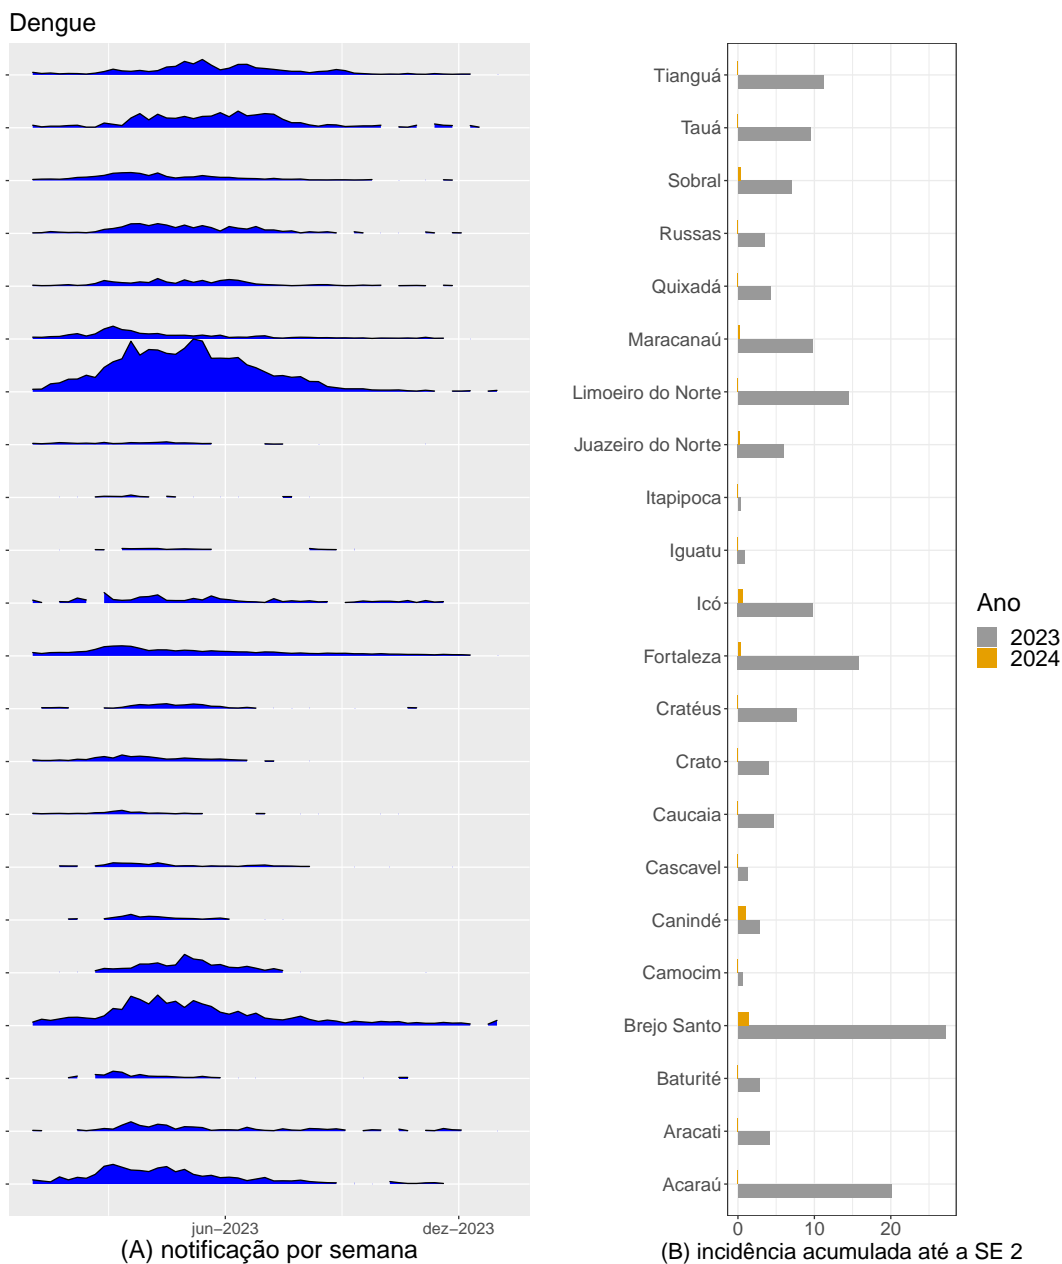 Dengue
Tianguá
Tauá
Sobral
Russas
Quixadá
Maracanaú
Limoeiro do Norte
Juazeiro do Norte
Itapipoca
Iguatu
Icó
Fortaleza
Cratéus
Crato
Caucaia
Cascavel
Canindé
Camocim
Brejo Santo
Baturité
Aracati
Acaraú
jun−2023 dez−2023
(A) notificação por semana
0 10 20
(B) incidência acumulada até a SE 2
Ano
2023
2024